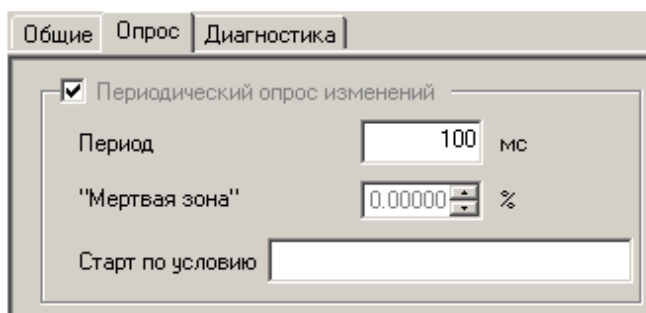 Общие Опрос Диагностика
Периодический опрос изменений
Период 100 мс
"Мертвая зона" 0.00000 %
Старт по условию